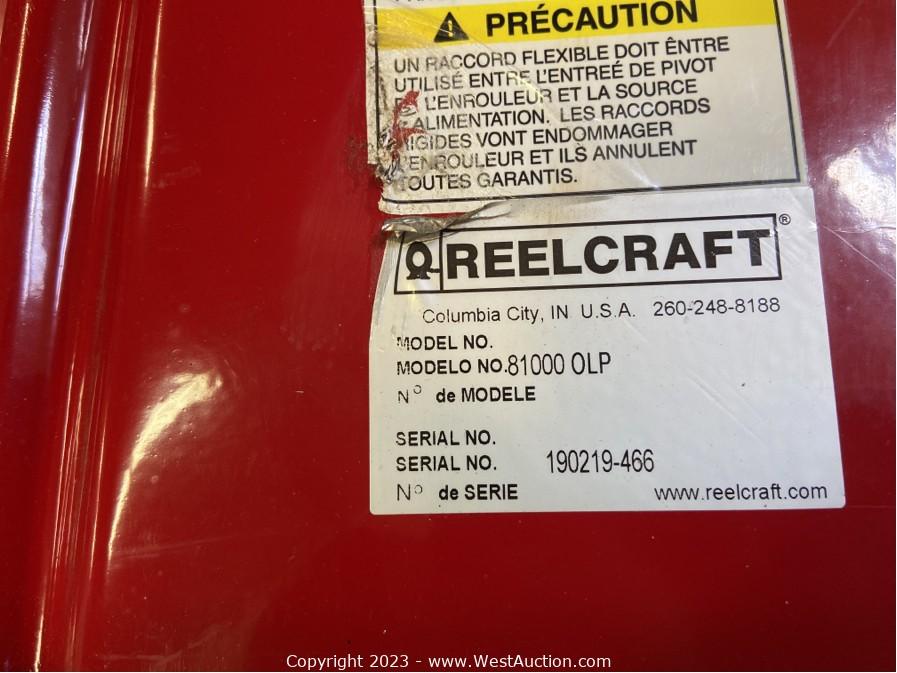 PRÉCAUTION
UN RACCORD FLEXIBLE DOIT ÊNTRE
UTILISÉ ENTRE L'ENTREÉ DE PIVOT
L'ENROULEUR ET LA SOURCE
ALIMENTATION. LES RACCORDS
RIGIDES VONT ENDOMMAGER
L'ENROULEUR ET ILS ANNULENT
TOUTES GARANTIS.
REELCRAFT®
Columbia City, IN U.S.A. 260-248-8188
MODEL NO.
MODELO NO.81000 OLP
N° de MODELE
SERIAL NO.
SERIAL NO. 190219-466
N° de SERIE www.reelcraft.com
Copyright 2023 - www.WestAuction.com